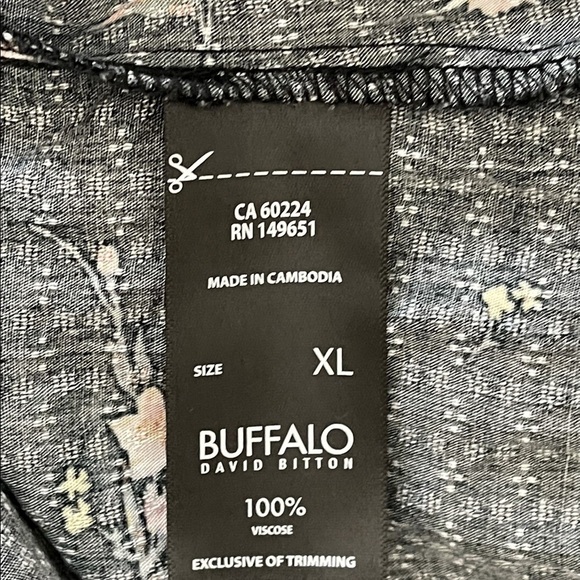 CA 60224
RN 149651
MADE IN CAMBODIA
SIZE XL
BUFFALO
DAVID BITTON
100%
VISCOSE
EXCLUSIVE OF TRIMMING